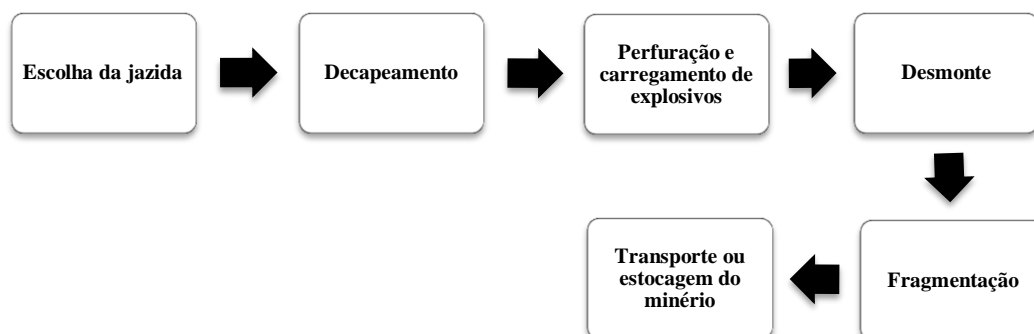 Escolha da jazida
Decapeamento
Perfuração e
carregamento de
explosivos
Desmonte
Fragmentação
Transporte ou
estocagem do
minério